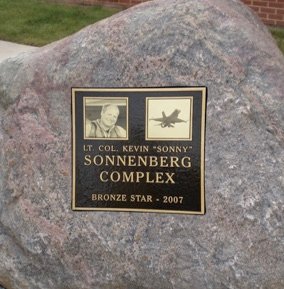 LT. COL. KEVIN "SONNY"
SONNENBERG
COMPLEX
BRONZE STAR - 2007